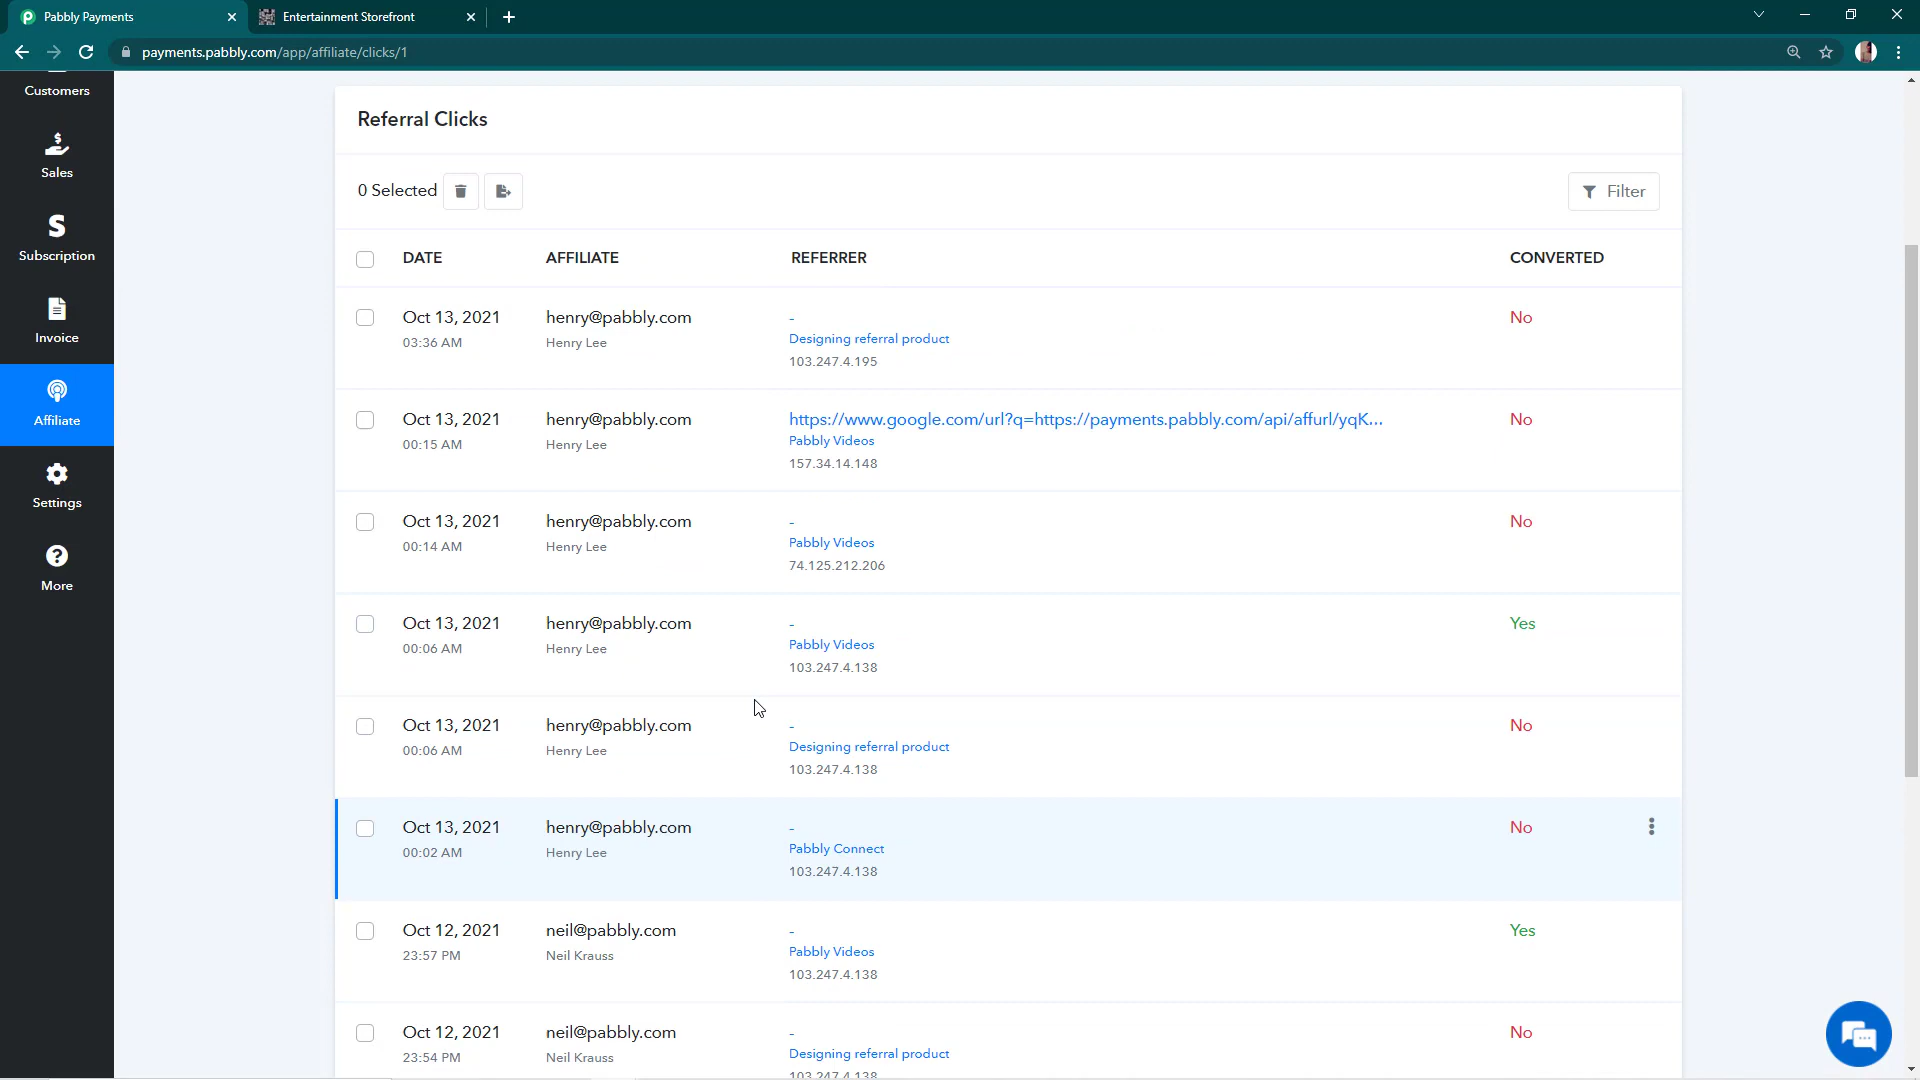 Pabbly Payments
Entertainment Storefront
payments.pabbly.com/app/affiliate/clicks/1
Customers
Sales
Subscription
Invoice
Affiliate
Settings
More
Referral Clicks
0 Selected
Filter
DATE AFFILIATE REFERRER CONVERTED
Oct 13, 2021 henry@pabbly.com - No
03:36 AM Henry Lee Designing referral product
103.247.4.195
Oct 13, 2021 henry@pabbly.com https://www.google.com/url?q=https://payments.pabbly.com/api/affurl/yqK... No
00:15 AM Henry Lee Pabbly Videos
157.34.14.148
Oct 13, 2021 henry@pabbly.com - No
00:14 AM Henry Lee Pabbly Videos
74.125.212.206
Oct 13, 2021 henry@pabbly.com - Yes
00:06 AM Henry Lee Pabbly Videos
103.247.4.138
Oct 13, 2021 henry@pabbly.com - No
00:06 AM Henry Lee Designing referral product
103.247.4.138
Oct 13, 2021 henry@pabbly.com - No
00:02 AM Henry Lee Pabbly Connect
103.247.4.138
Oct 12, 2021 neil@pabbly.com - Yes
23:57 PM Neil Krauss Pabbly Videos
103.247.4.138
Oct 12, 2021 neil@pabbly.com - No
23:54 PM Neil Krauss Designing referral product
103.247.4.138